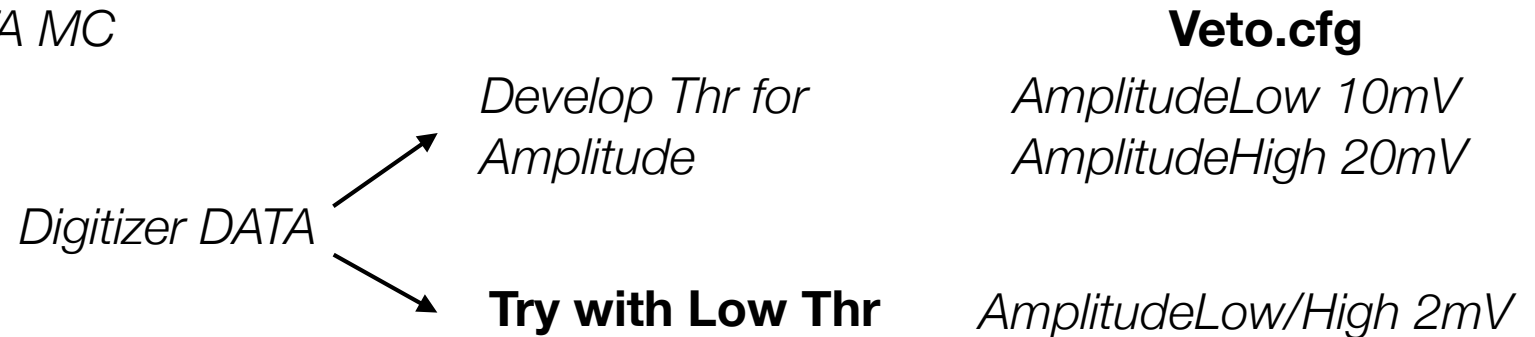 A MC
Veto.cfg
Develop Thr for
Amplitude
AmplitudeLow 10mV
AmplitudeHigh 20mV
Digitizer DATA
Try with Low Thr
AmplitudeLow/High 2mV